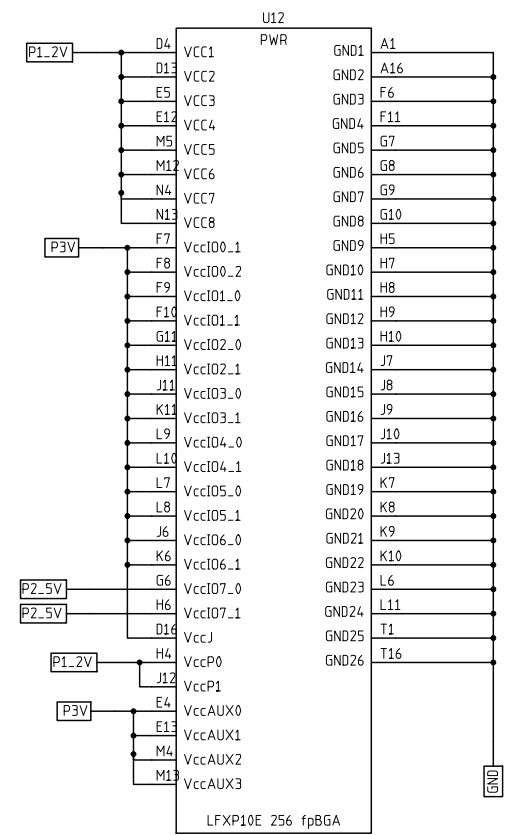 U12
PWR
P1_2V D4 VCC1 GND1 A1
D13 VCC2 GND2 A16
E5 VCC3 GND3 F6
E12 VCC4 GND4 F11
M5 VCC5 GND5 G7
M12 VCC6 GND6 G8
N4 VCC7 GND7 G9
N13 VCC8 GND8 G10
P3V F7 VccIO0_1 GND9 H5
F8 VccIO0_2 GND10 H7
F9 VccIO1_0 GND11 H8
F10 VccIO1_1 GND12 H9
G11 VccIO2_0 GND13 H10
H11 VccIO2_1 GND14 J7
J11 VccIO3_0 GND15 J8
K11 VccIO3_1 GND16 J9
L9 VccIO4_0 GND17 J10
L10 VccIO4_1 GND18 J13
L7 VccIO5_0 GND19 K7
L8 VccIO5_1 GND20 K8
J6 VccIO6_0 GND21 K9
K6 VccIO6_1 GND22 K10
P2_5V G6 VccIO7_0 GND23 L6
P2_5V H6 VccIO7_1 GND24 L11
D16 VccJ GND25 T1
P1_2V H4 VccP0 GND26 T16
J12 VccP1
P3V E4 VccAUX0
E13 VccAUX1
M4 VccAUX2
M13 VccAUX3
GND
LFXP10E 256 fpBGA